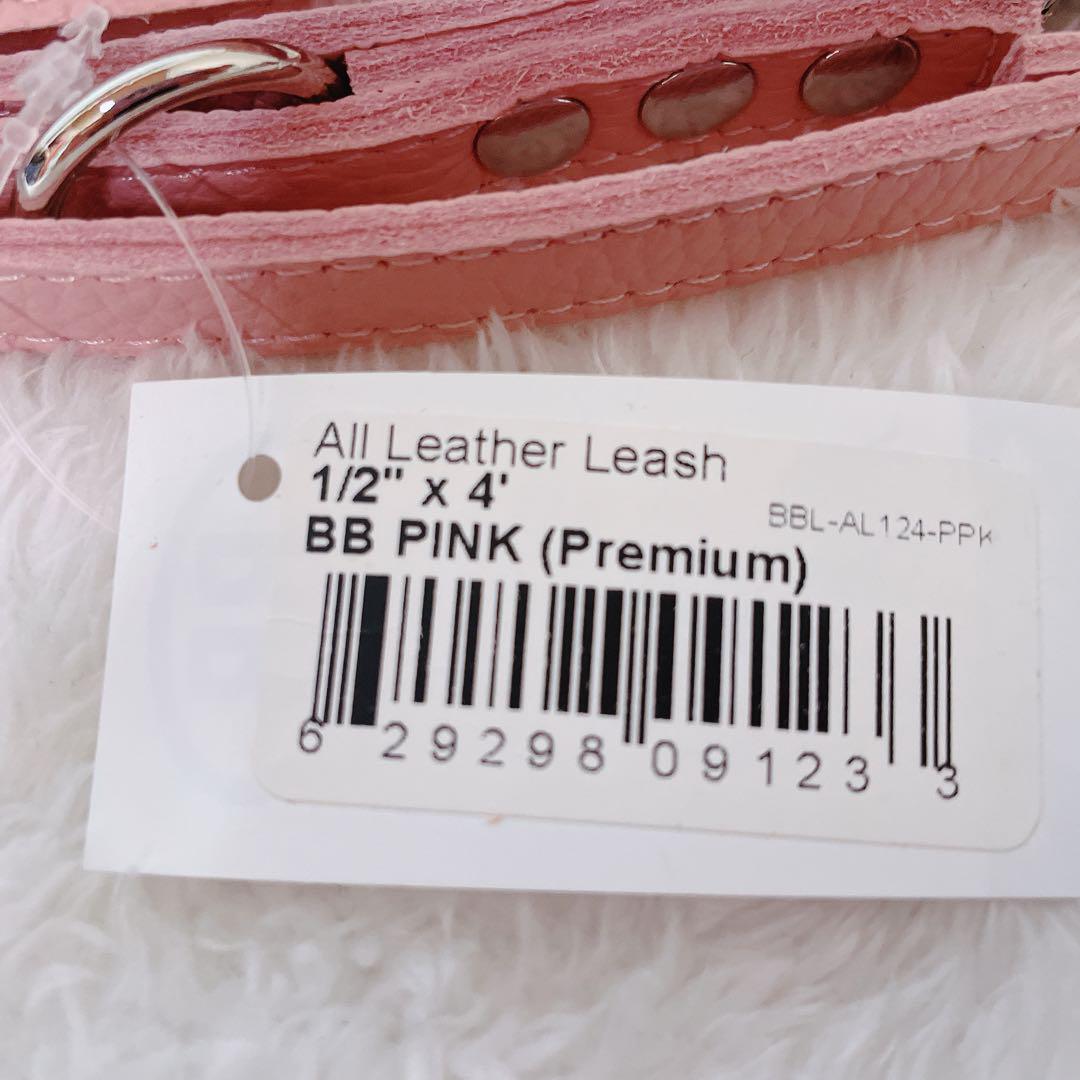 All Leather Leash
1/2" x 4'
BBL-AL124-PPK
BB PINK (Premium)
6 29298 09123 3